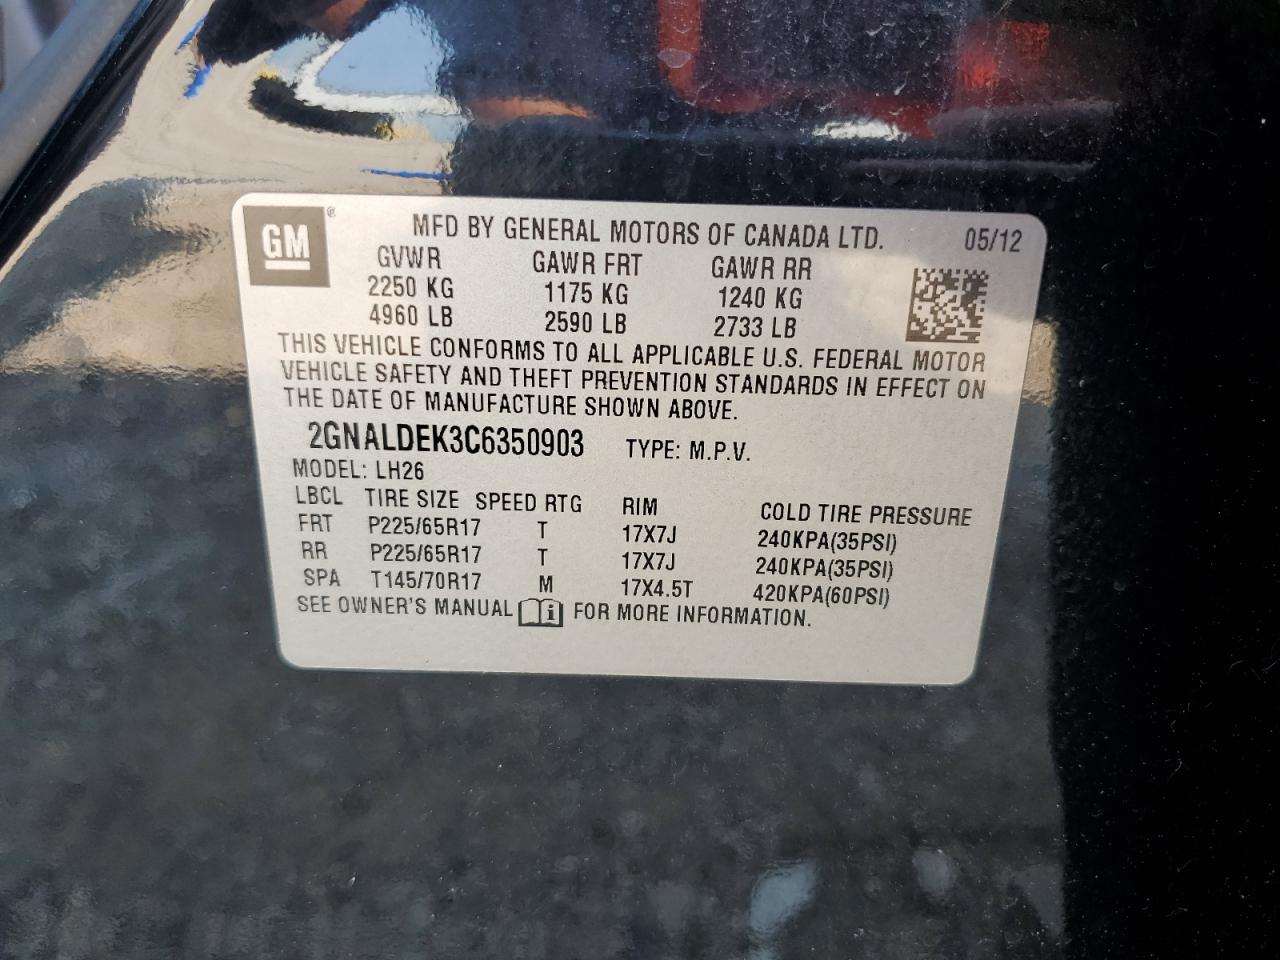 GM ® MFD BY GENERAL MOTORS OF CANADA LTD. 05/12
GVWR GAWR FRT GAWR RR
2250 KG 1175 KG 1240 KG
4960 LB 2590 LB 2733 LB
THIS VEHICLE CONFORMS TO ALL APPLICABLE U.S. FEDERAL MOTOR
VEHICLE SAFETY AND THEFT PREVENTION STANDARDS IN EFFECT ON
THE DATE OF MANUFACTURE SHOWN ABOVE.
2GNALDEK3C6350903 TYPE: M.P.V.
MODEL: LH26
LBCL TIRE SIZE SPEED RTG RIM COLD TIRE PRESSURE
FRT P225/65R17 T 17X7J 240KPA(35PSI)
RR P225/65R17 T 17X7J 240KPA(35PSI)
SPA T145/70R17 M 17X4.5T 420KPA(60PSI)
SEE OWNER'S MANUAL i FOR MORE INFORMATION.